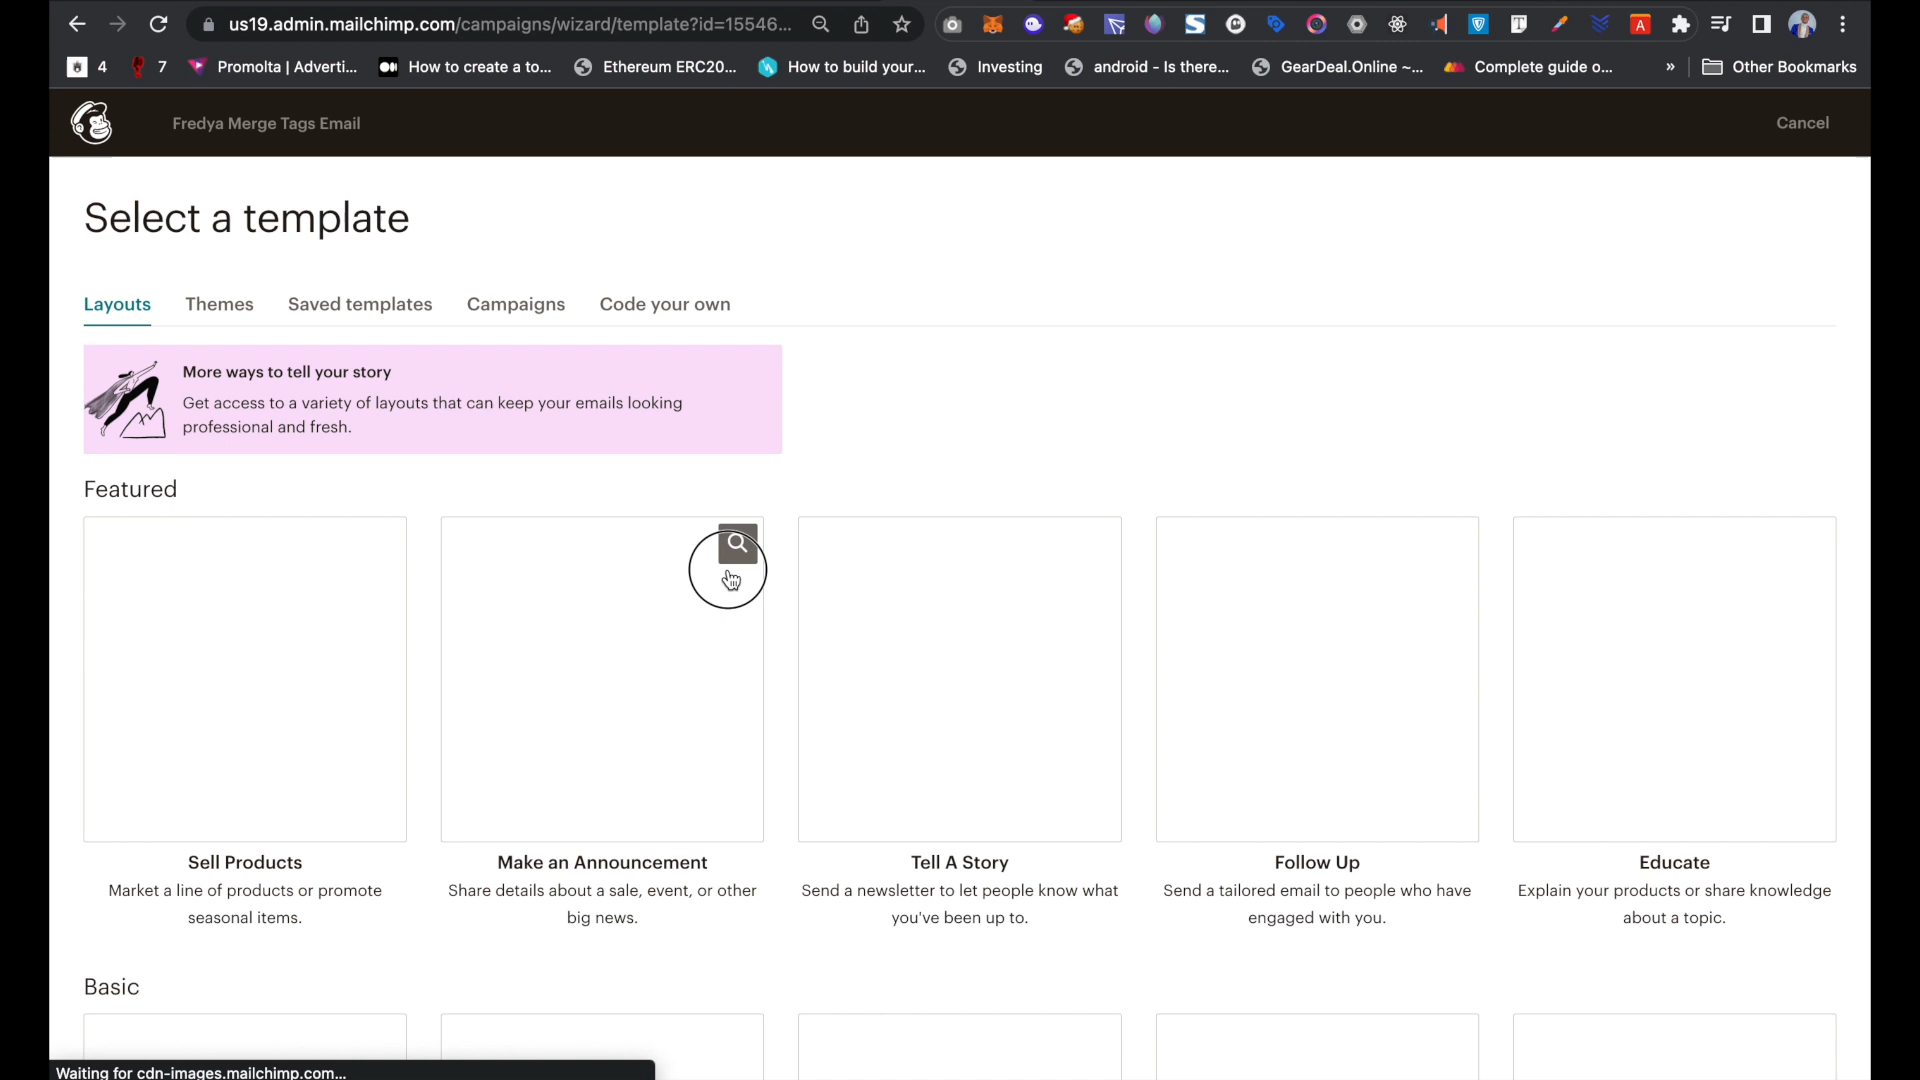 us19.admin.mailchimp.com/campaigns/wizard/template?id=15546...
4
7
Promolta | Adverti...
How to create a to...
Ethereum ERC20...
How to build your...
Investing
android - Is there...
GearDeal.Online ~...
Complete guide o...
»
Other Bookmarks
Fredya Merge Tags Email
Cancel
Select a template
Layouts
Themes
Saved templates
Campaigns
Code your own
More ways to tell your story
Get access to a variety of layouts that can keep your emails looking
professional and fresh.
Featured
Sell Products
Market a line of products or promote
seasonal items.
Make an Announcement
Share details about a sale, event, or other
big news.
Tell A Story
Send a newsletter to let people know what
you've been up to.
Follow Up
Send a tailored email to people who have
engaged with you.
Educate
Explain your products or share knowledge
about a topic.
Basic
Waiting for cdn-images.mailchimp.com...